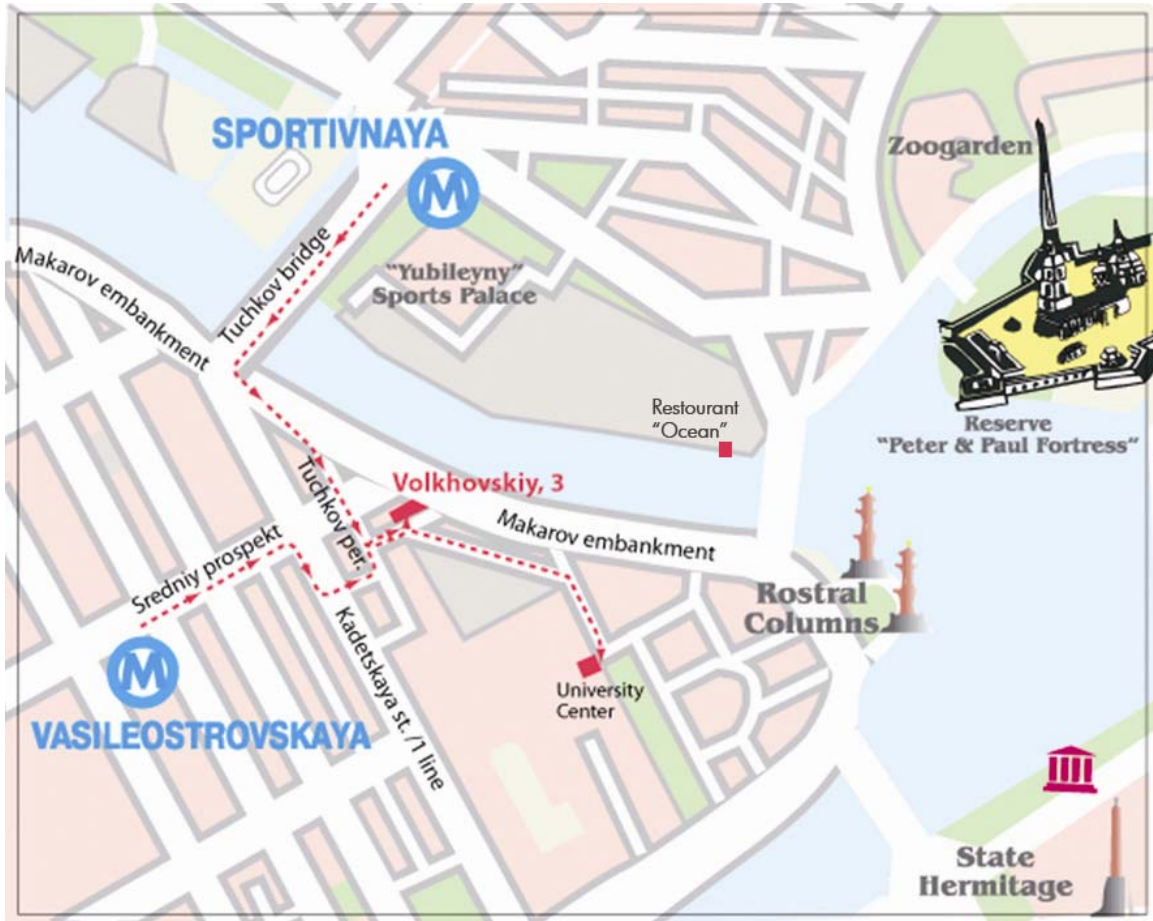 SPORTIVNAYA
M
Zoogarden
Tuchkov bridge
Makarov embankment
"Yubileyny"
Sports Palace
Restourant
"Ocean"
Reserve
"Peter & Paul Fortress"
Volkhovskiy, 3
Tuchkov per.
Makarov embankment
Sredniy prospekt
Rostral
Columns
Kadetskaya st./1 line
M
VASILEOSTROVSKAYA
University
Center
State
Hermitage